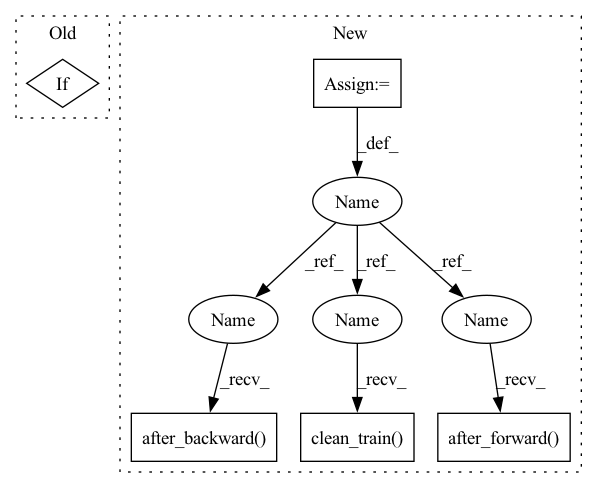 Old
New
If
Assign:=
_def_
Name
_ref_
_ref_
_ref_
Name
Name
Name
_recv_
_recv_
_recv_
after_backward()
clean_train()
after_forward()